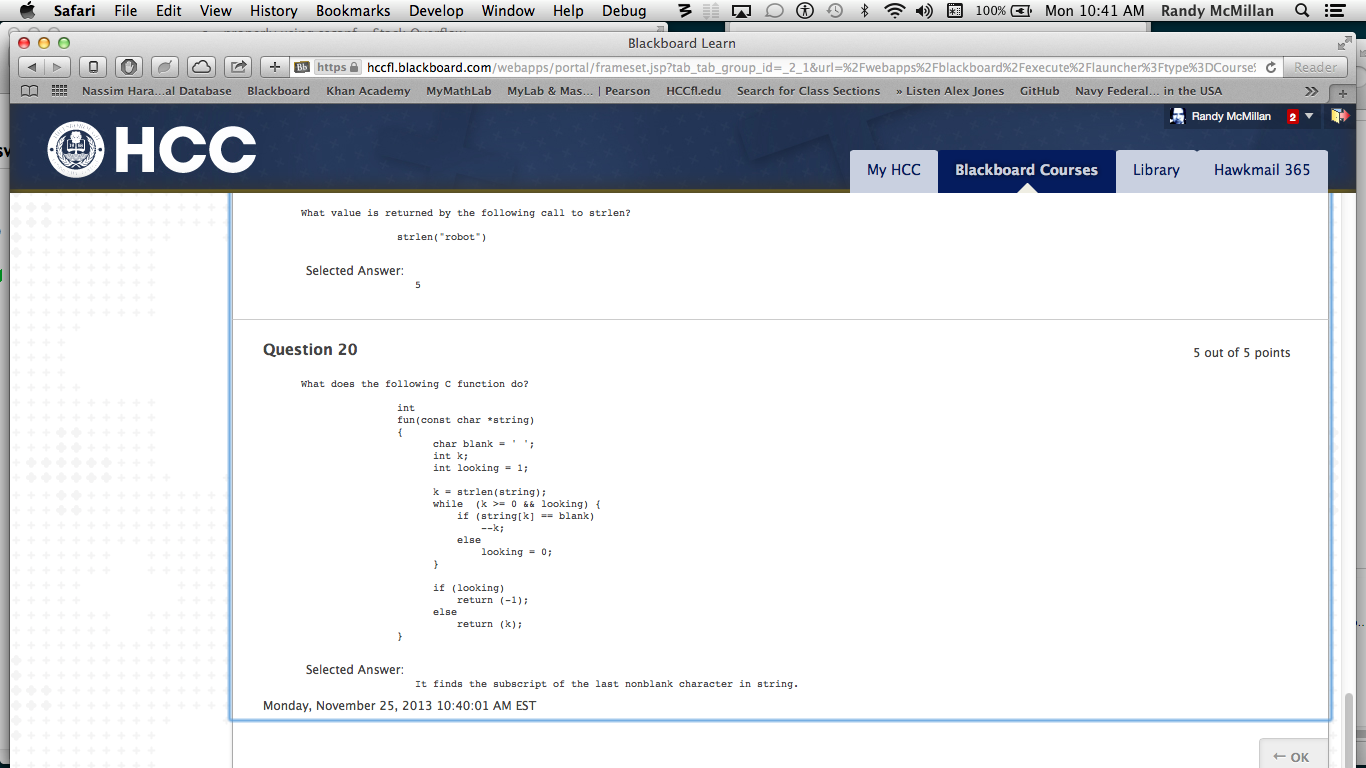 Safari File Edit View History Bookmarks Develop Window Help Debug 100% Mon 10:41 AM Randy McMillan
Blackboard Learn
https hccfl.blackboard.com/webapps/portal/frameset.jsp?tab_tab_group_id=_2_1&url=%2Fwebapps%2Fblackboard%2Fexecute%2Flauncher%3Ftype%3DCourse Reader
Nassim Hara...al Database Blackboard Khan Academy MyMathLab MyLab & Mas... | Pearson HCCfl.edu Search for Class Sections » Listen Alex Jones GitHub Navy Federal... in the USA
Randy McMillan 2
HCC
My HCC Blackboard Courses Library Hawkmail 365
What value is returned by the following call to strlen?
strlen("robot")
Selected Answer:
5
Question 20
5 out of 5 points
What does the following C function do?
int
fun(const char *string)
{
char blank = ' ';
int k;
int looking = 1;
k = strlen(string);
while (k >= 0 && looking) {
if (string[k] == blank)
--k;
else
looking = 0;
}
if (looking)
return (-1);
else
return (k);
}
Selected Answer:
It finds the subscript of the last nonblank character in string.
Monday, November 25, 2013 10:40:01 AM EST
← OK